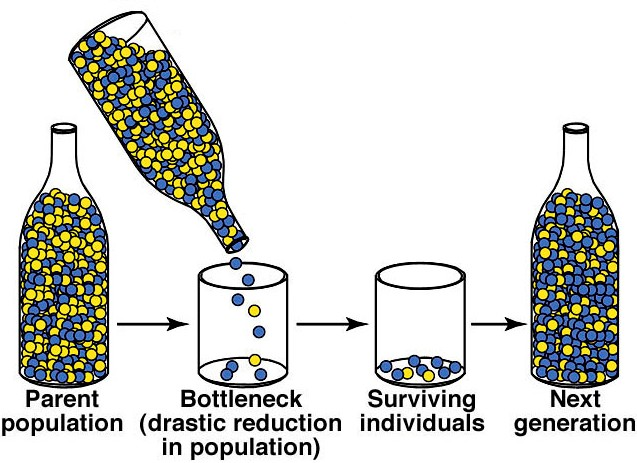 Parent
population
Bottleneck
(drastic reduction
in population)
Surviving
individuals
Next
generation